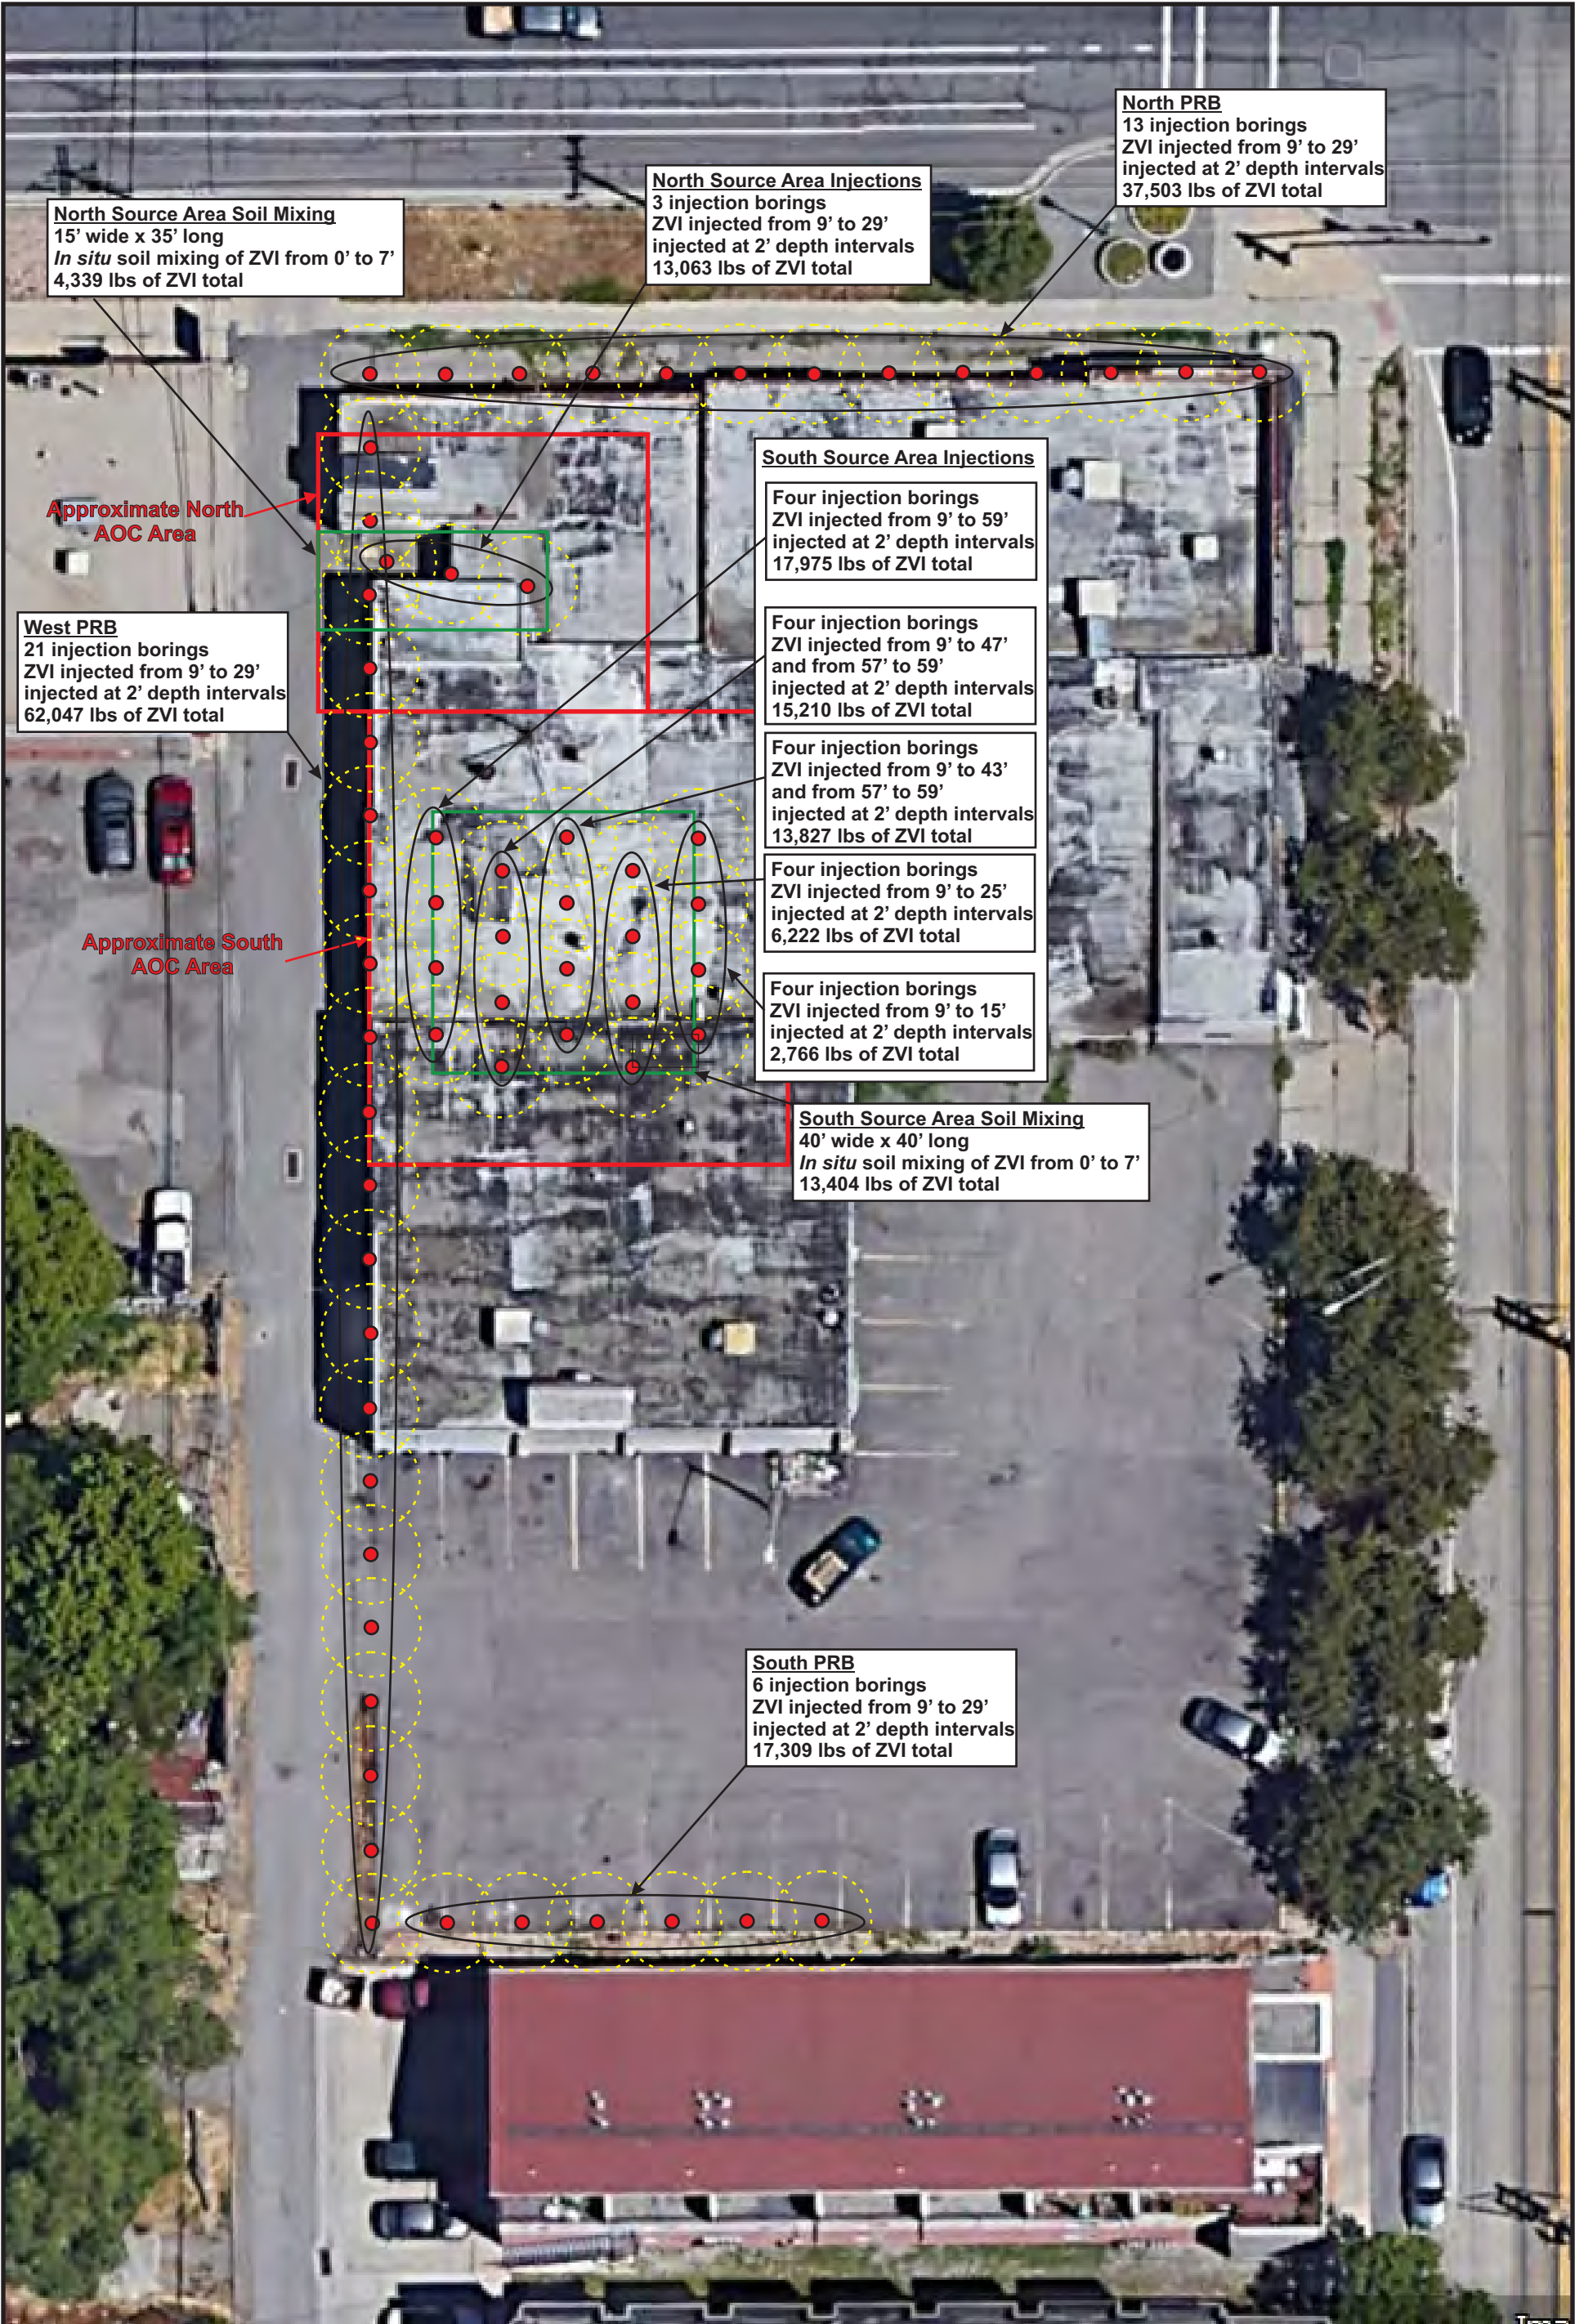 North PRB
13 injection borings
ZVI injected from 9’ to 29’
injected at 2’ depth intervals
37,503 lbs of ZVI total
North Source Area Injections
3 injection borings
ZVI injected from 9’ to 29’
injected at 2’ depth intervals
13,063 lbs of ZVI total
North Source Area Soil Mixing
15’ wide x 35’ long
In situ soil mixing of ZVI from 0’ to 7’
4,339 lbs of ZVI total
Approximate North
AOC Area
South Source Area Injections
Four injection borings
ZVI injected from 9’ to 59’
injected at 2’ depth intervals
17,975 lbs of ZVI total
Four injection borings
ZVI injected from 9’ to 47’
and from 57’ to 59’
injected at 2’ depth intervals
15,210 lbs of ZVI total
Four injection borings
ZVI injected from 9’ to 43’
and from 57’ to 59’
injected at 2’ depth intervals
13,827 lbs of ZVI total
Four injection borings
ZVI injected from 9’ to 25’
injected at 2’ depth intervals
6,222 lbs of ZVI total
Four injection borings
ZVI injected from 9’ to 15’
injected at 2’ depth intervals
2,766 lbs of ZVI total
West PRB
21 injection borings
ZVI injected from 9’ to 29’
injected at 2’ depth intervals
62,047 lbs of ZVI total
Approximate South
AOC Area
South Source Area Soil Mixing
40’ wide x 40’ long
In situ soil mixing of ZVI from 0’ to 7’
13,404 lbs of ZVI total
South PRB
6 injection borings
ZVI injected from 9’ to 29’
injected at 2’ depth intervals
17,309 lbs of ZVI total